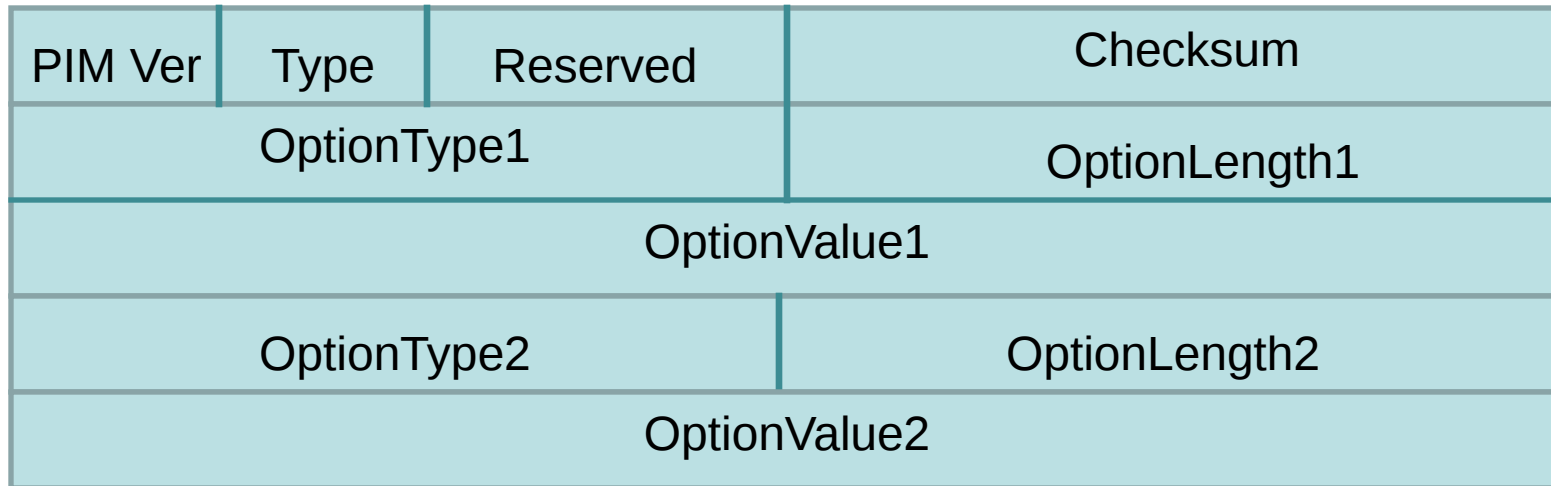 PIM Ver Type Reserved Checksum
OptionType1 OptionLength1
OptionValue1
OptionType2 OptionLength2
OptionValue2